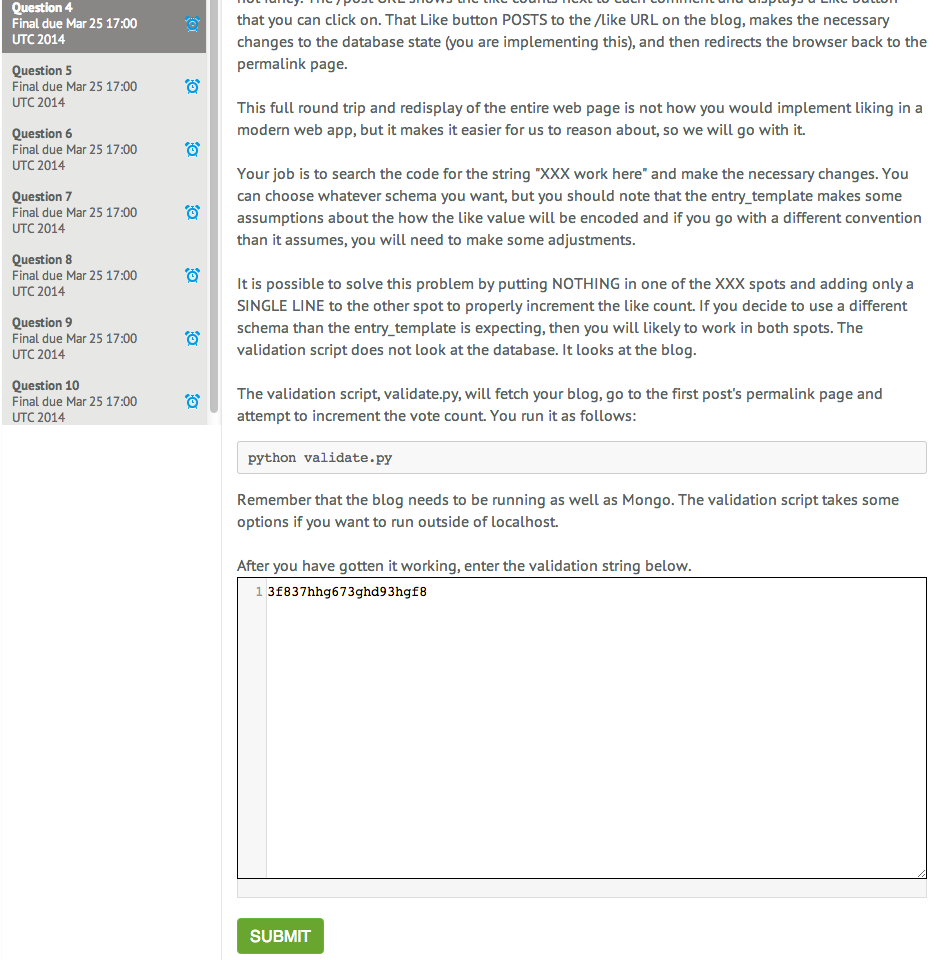 Question 4
Final due Mar 25 17:00
UTC 2014
Question 5
Final due Mar 25 17:00
UTC 2014
Question 6
Final due Mar 25 17:00
UTC 2014
Question 7
Final due Mar 25 17:00
UTC 2014
Question 8
Final due Mar 25 17:00
UTC 2014
Question 9
Final due Mar 25 17:00
UTC 2014
Question 10
Final due Mar 25 17:00
UTC 2014
not fancy. The /post URL shows the like counts next to each comment and displays a Like button
that you can click on. That Like button POSTS to the /like URL on the blog, makes the necessary
changes to the database state (you are implementing this), and then redirects the browser back to the
permalink page.
This full round trip and redisplay of the entire web page is not how you would implement liking in a
modern web app, but it makes it easier for us to reason about, so we will go with it.
Your job is to search the code for the string "XXX work here" and make the necessary changes. You
can choose whatever schema you want, but you should note that the entry_template makes some
assumptions about the how the like value will be encoded and if you go with a different convention
than it assumes, you will need to make some adjustments.
It is possible to solve this problem by putting NOTHING in one of the XXX spots and adding only a
SINGLE LINE to the other spot to properly increment the like count. If you decide to use a different
schema than the entry_template is expecting, then you will likely to work in both spots. The
validation script does not look at the database. It looks at the blog.
The validation script, validate.py, will fetch your blog, go to the first post's permalink page and
attempt to increment the vote count. You run it as follows:
python validate.py
Remember that the blog needs to be running as well as Mongo. The validation script takes some
options if you want to run outside of localhost.
After you have gotten it working, enter the validation string below.
1 3f837hhg673ghd93hgf8
SUBMIT